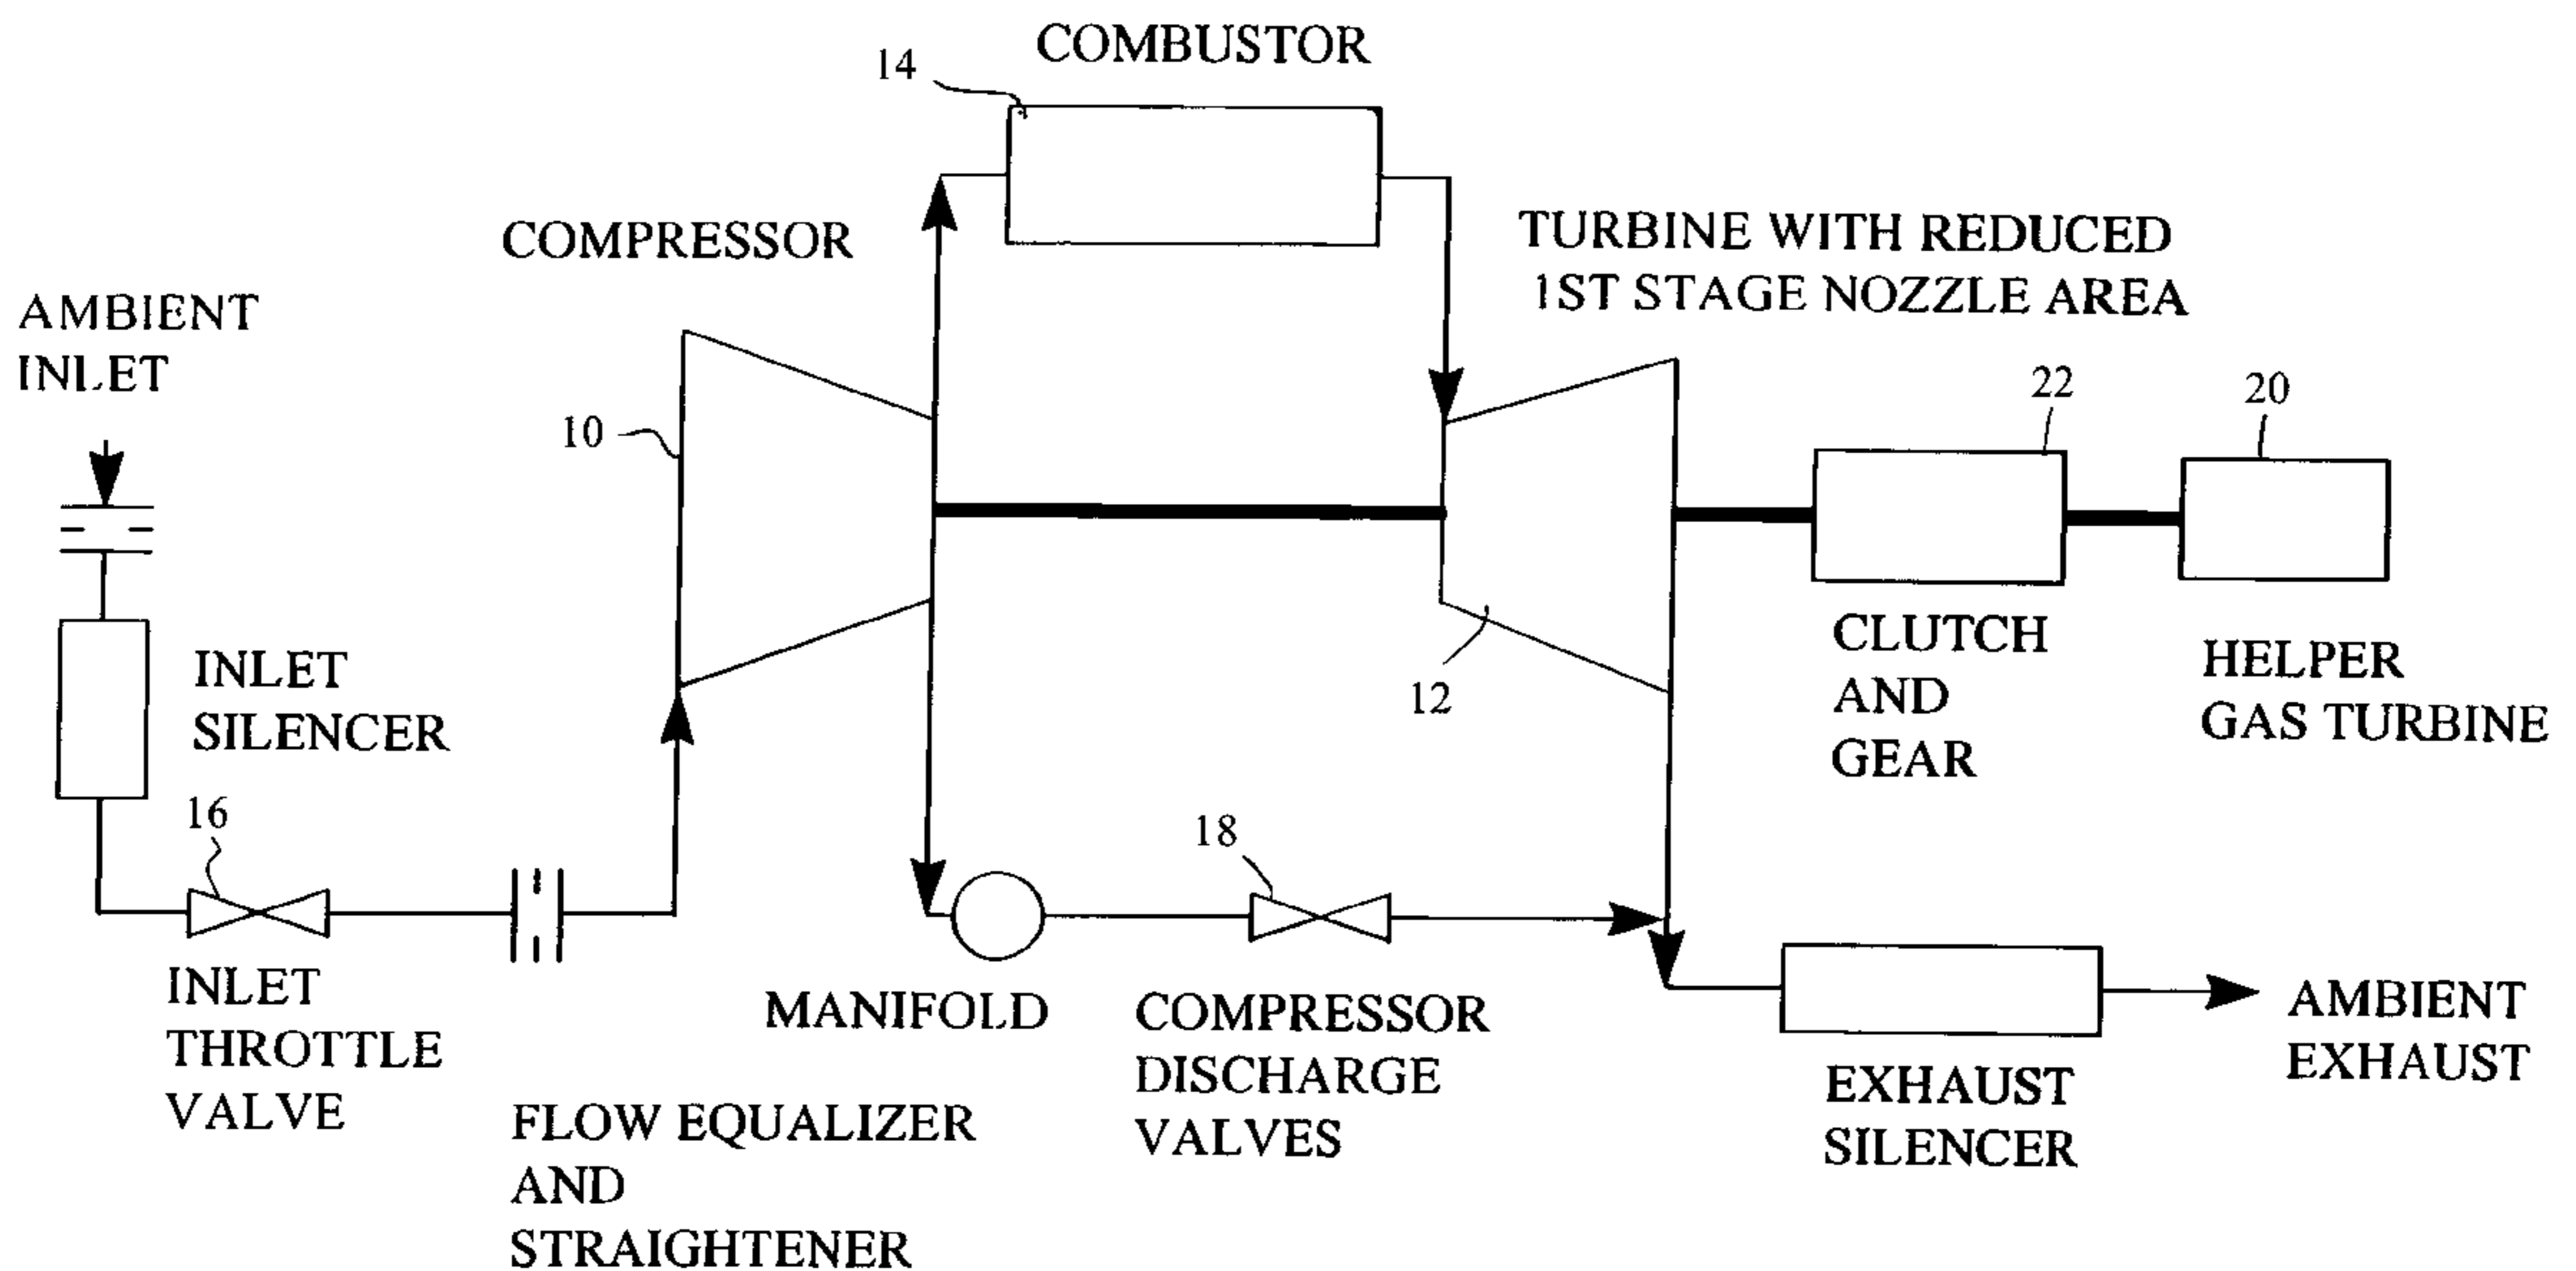 COMBUSTOR
14
COMPRESSOR
TURBINE WITH REDUCED
1ST STAGE NOZZLE AREA
AMBIENT
INLET
10
22
20
INLET
SILENCER
12
CLUTCH
AND
GEAR
HELPER
GAS TURBINE
16
18
INLET
THROTTLE
VALVE
MANIFOLD
COMPRESSOR
DISCHARGE
VALVES
AMBIENT
EXHAUST
EXHAUST
SILENCER
FLOW EQUALIZER
AND
STRAIGHTENER